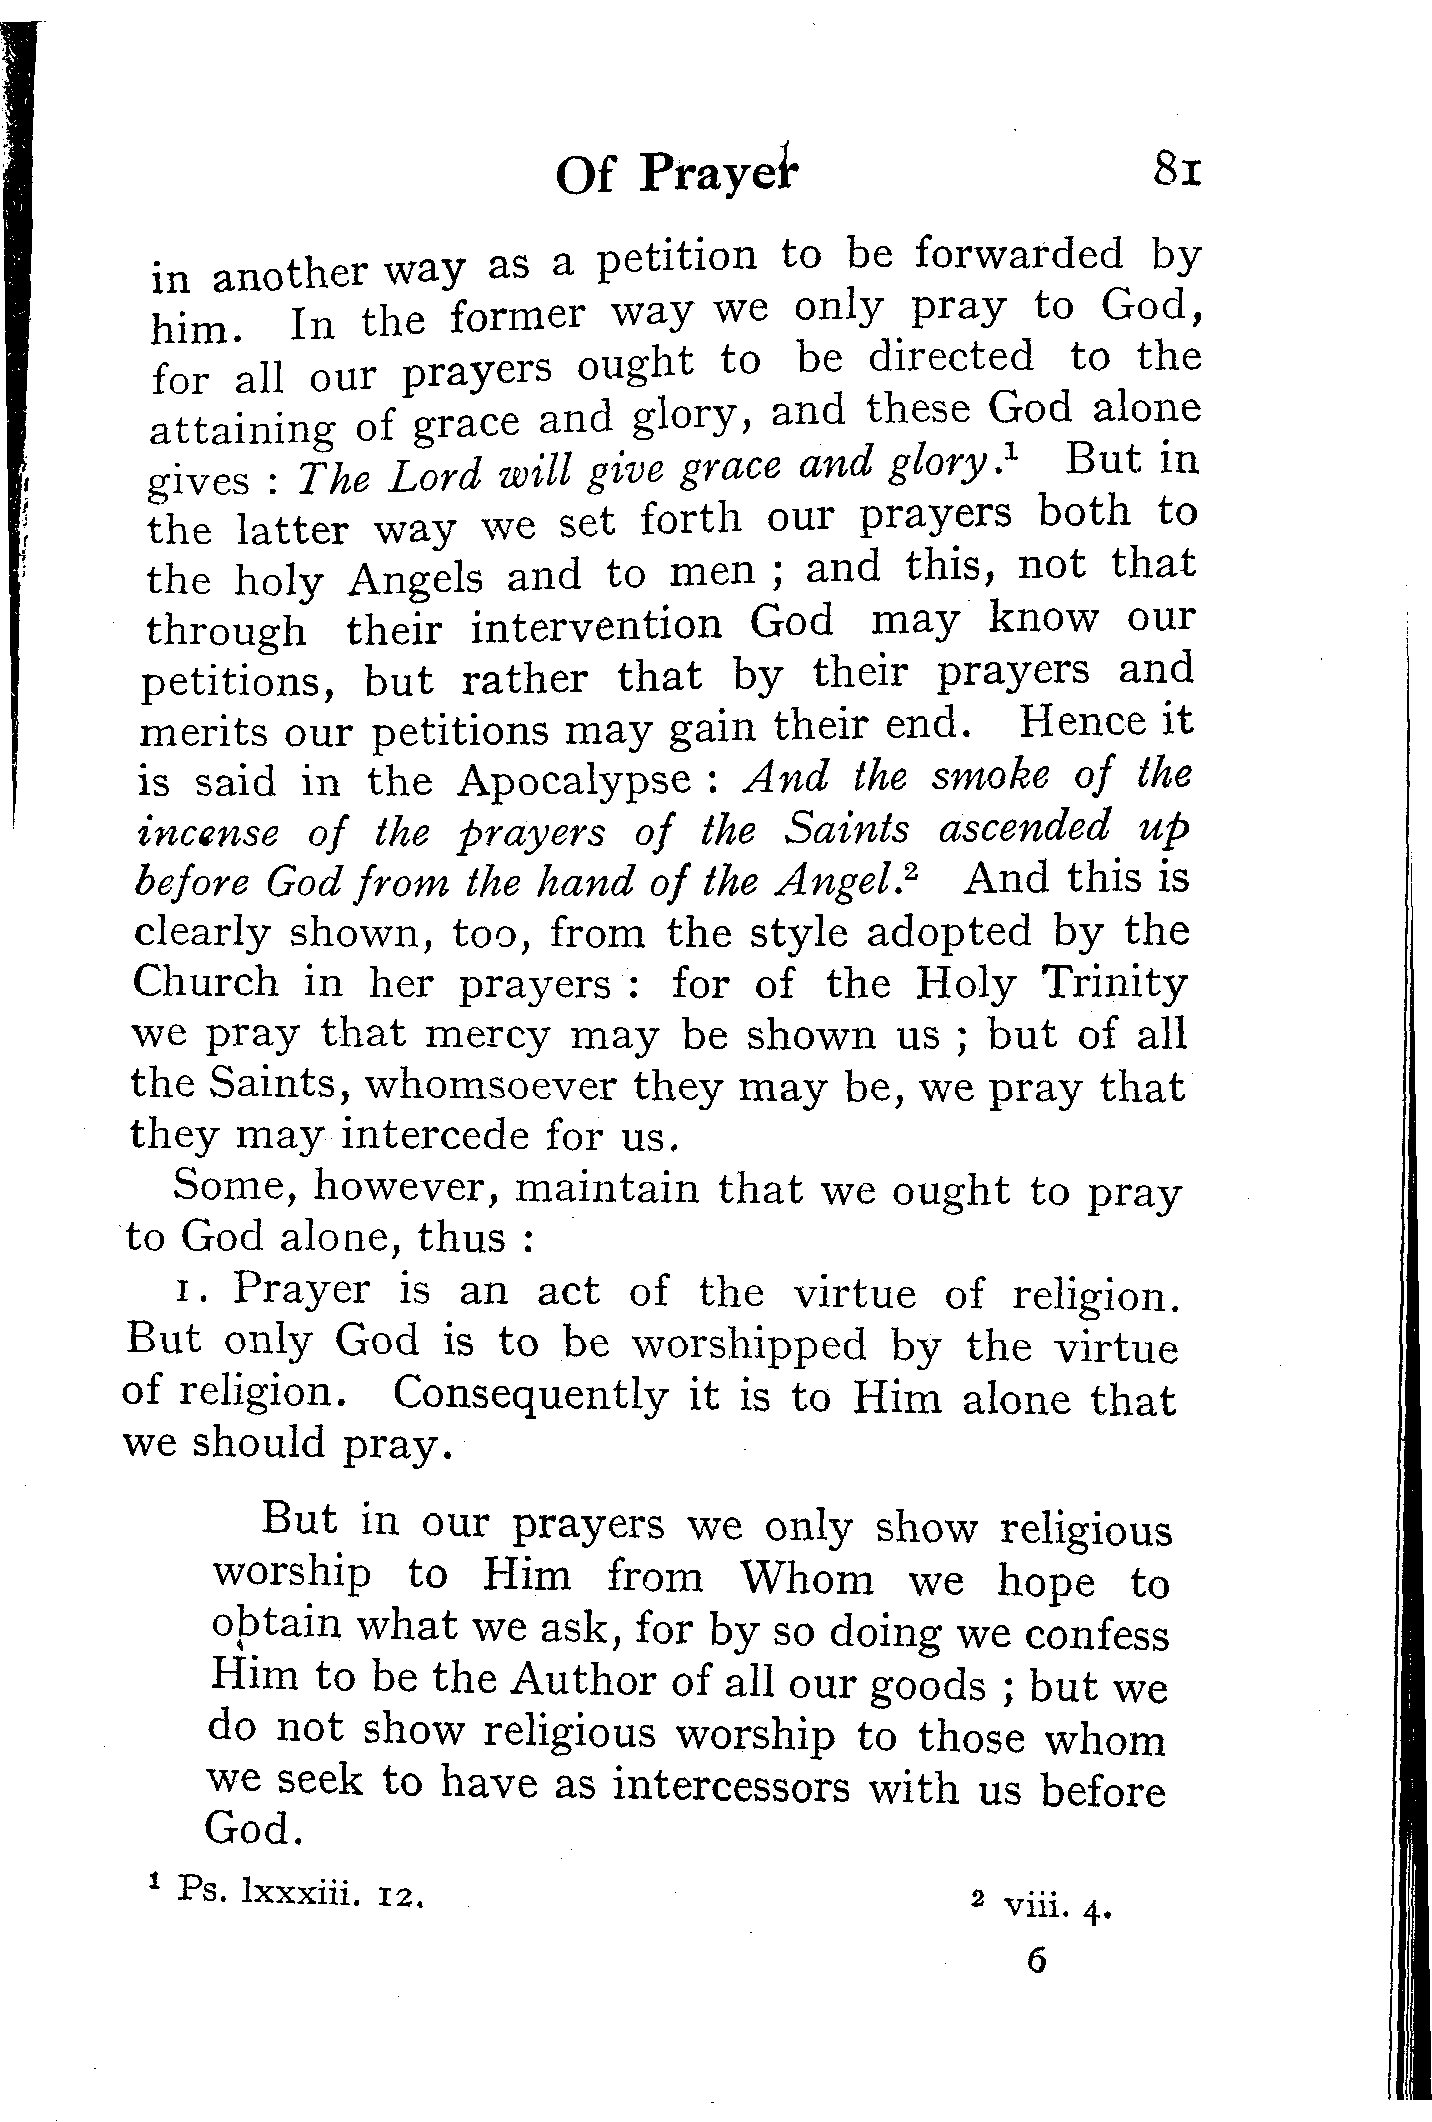 Of Prayer 81
in another way as a petition to be forwarded by
him. In the former way we only pray to God,
for all our prayers ought to be directed to the
attaining of grace and glory, and these God alone
gives : The Lord will give grace and glory.¹ But in
the latter way we set forth our prayers both to
the holy Angels and to men ; and this, not that
through their intervention God may know our
petitions, but rather that by their prayers and
merits our petitions may gain their end. Hence it
is said in the Apocalypse : And the smoke of the
incense of the prayers of the Saints ascended up
before God from the hand of the Angel.² And this is
clearly shown, too, from the style adopted by the
Church in her prayers : for of the Holy Trinity
we pray that mercy may be shown us ; but of all
the Saints, whomsoever they may be, we pray that
they may intercede for us.
Some, however, maintain that we ought to pray
to God alone, thus :
1. Prayer is an act of the virtue of religion.
But only God is to be worshipped by the virtue
of religion. Consequently it is to Him alone that
we should pray.
But in our prayers we only show religious
worship to Him from Whom we hope to
obtain what we ask, for by so doing we confess
Him to be the Author of all our goods ; but we
do not show religious worship to those whom
we seek to have as intercessors with us before
God.
¹ Ps. lxxxiii. 12. ² viii. 4.
6